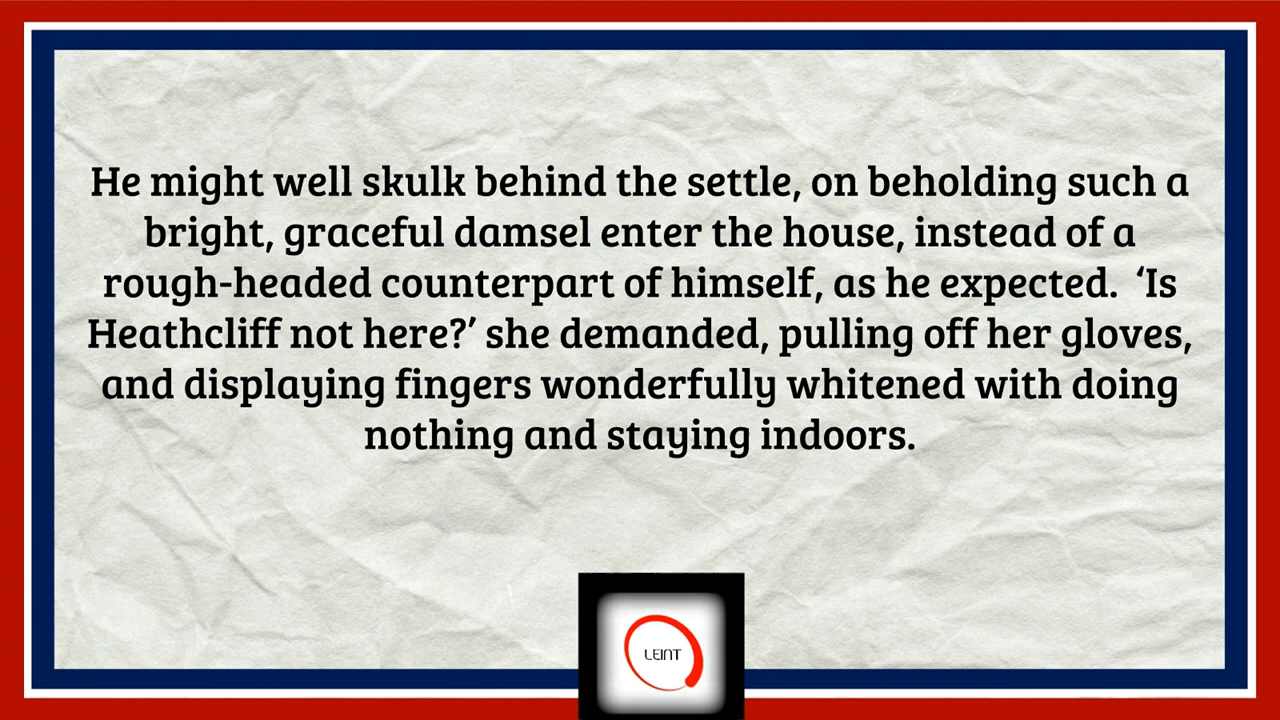 He might well skulk behind the settle, on beholding such a
bright, graceful damsel enter the house, instead of a
rough-headed counterpart of himself, as he expected.  ‘Is
Heathcliff not here?’ she demanded, pulling off her gloves,
and displaying fingers wonderfully whitened with doing
nothing and staying indoors.
LEINT